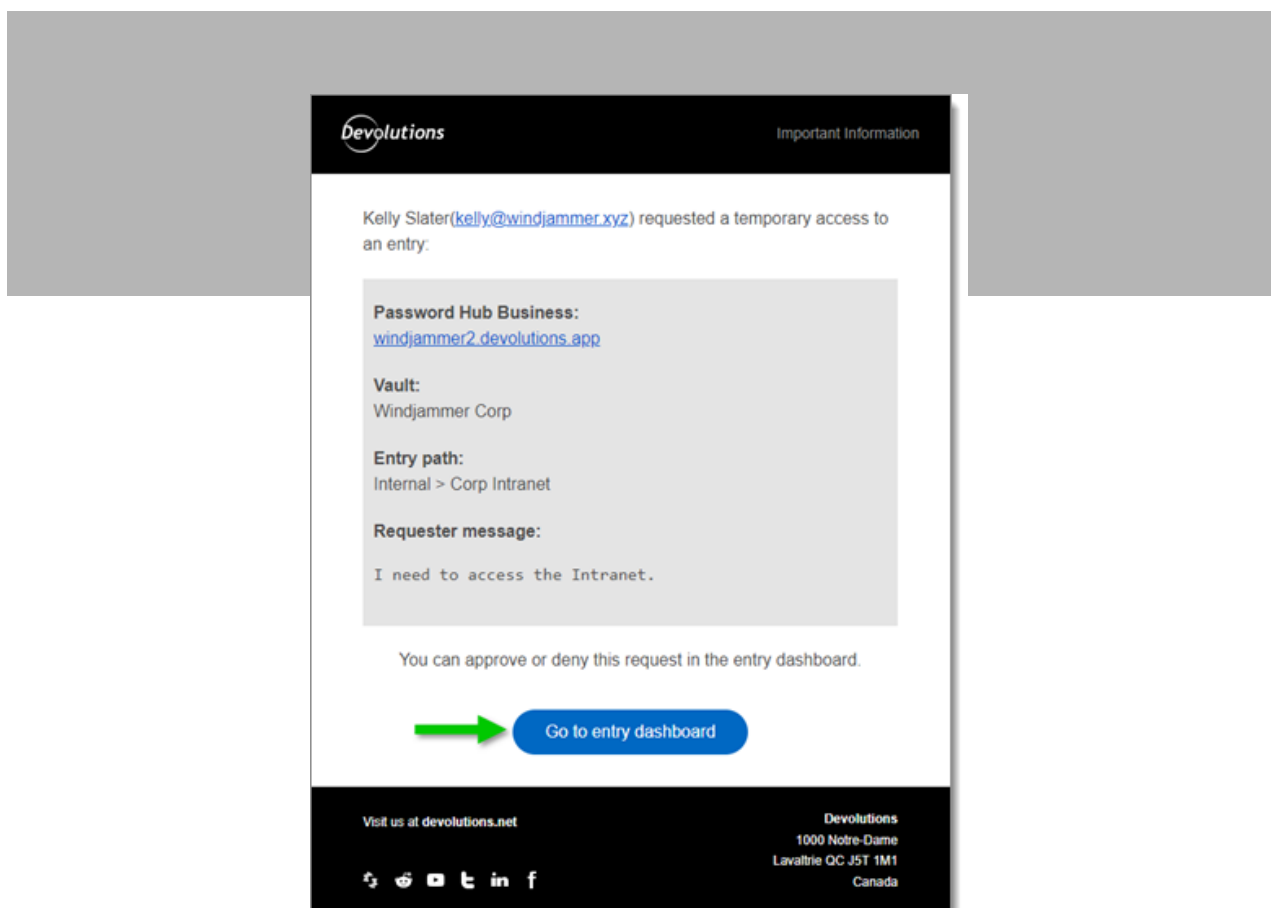 Devolutions
Important Information
Kelly Slater(kelly@windjammer.xyz) requested a temporary access to
an entry:
Password Hub Business:
windjammer2.devolutions.app
Vault:
Windjammer Corp
Entry path:
Internal > Corp Intranet
Requester message:
I need to access the Intranet.
You can approve or deny this request in the entry dashboard.
Go to entry dashboard
Visit us at devolutions.net
Devolutions
1000 Notre-Dame
Lavaltrie QC J5T 1M1
Canada